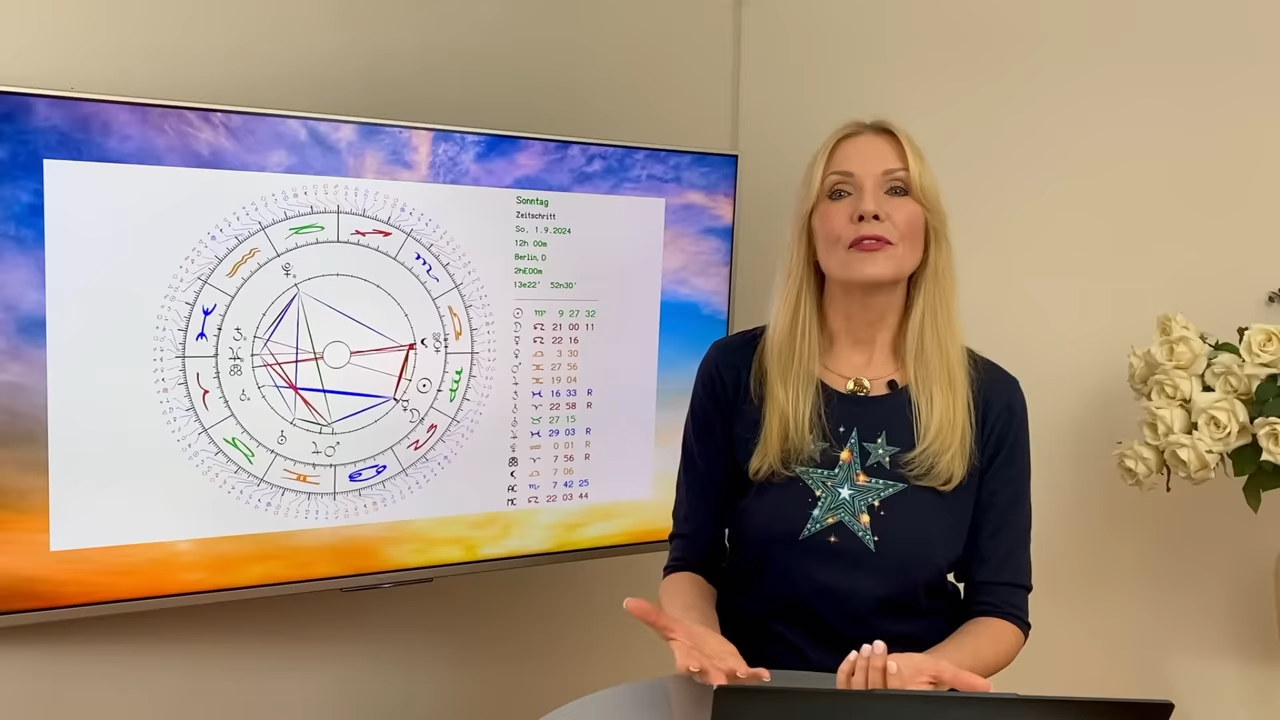 Sonntag
Zeitschritt
So, 1.9.2024
12h 00m
Berlin, D
2hE00m
13e22' 52n30'
☉ ♍ 9 27 32
☽ ♌ 21 00 11
☿ ♌ 22 16
♀ ♎ 3 30
♂ ♊ 27 56
♃ ♊ 19 04
♄ ♓ 16 33 R
♅ ♈ 22 58 R
♁ ♉ 27 15
♆ ♓ 29 03 R
♇ ♒ 0 01 R
☊ ♈ 7 56 R
⚸ ♎ 7 06
AC ♏ 7 42 25
MC ♌ 22 03 44